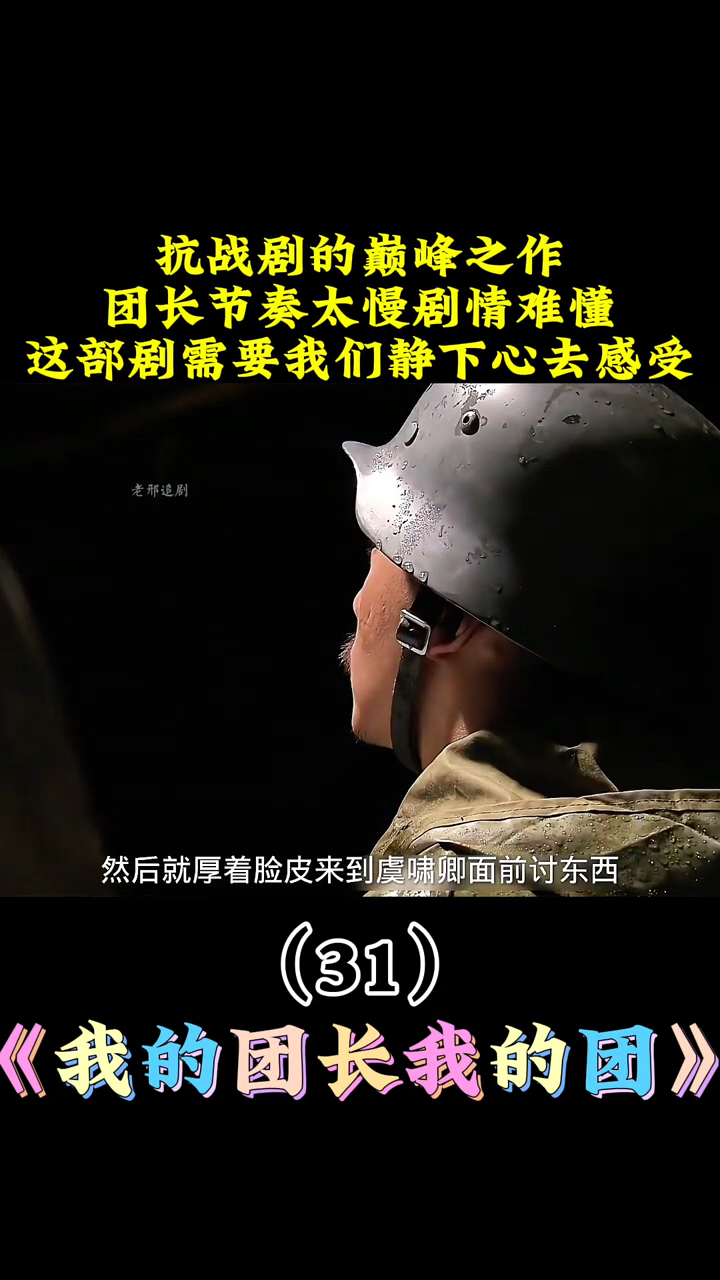 抗战剧的巅峰之作
团长节奏太慢剧情难懂
这部剧需要我们静下心去感受
老邢追剧
然后就厚着脸皮来到虞啸卿面前讨东西
（31）
《我的团长我的团》